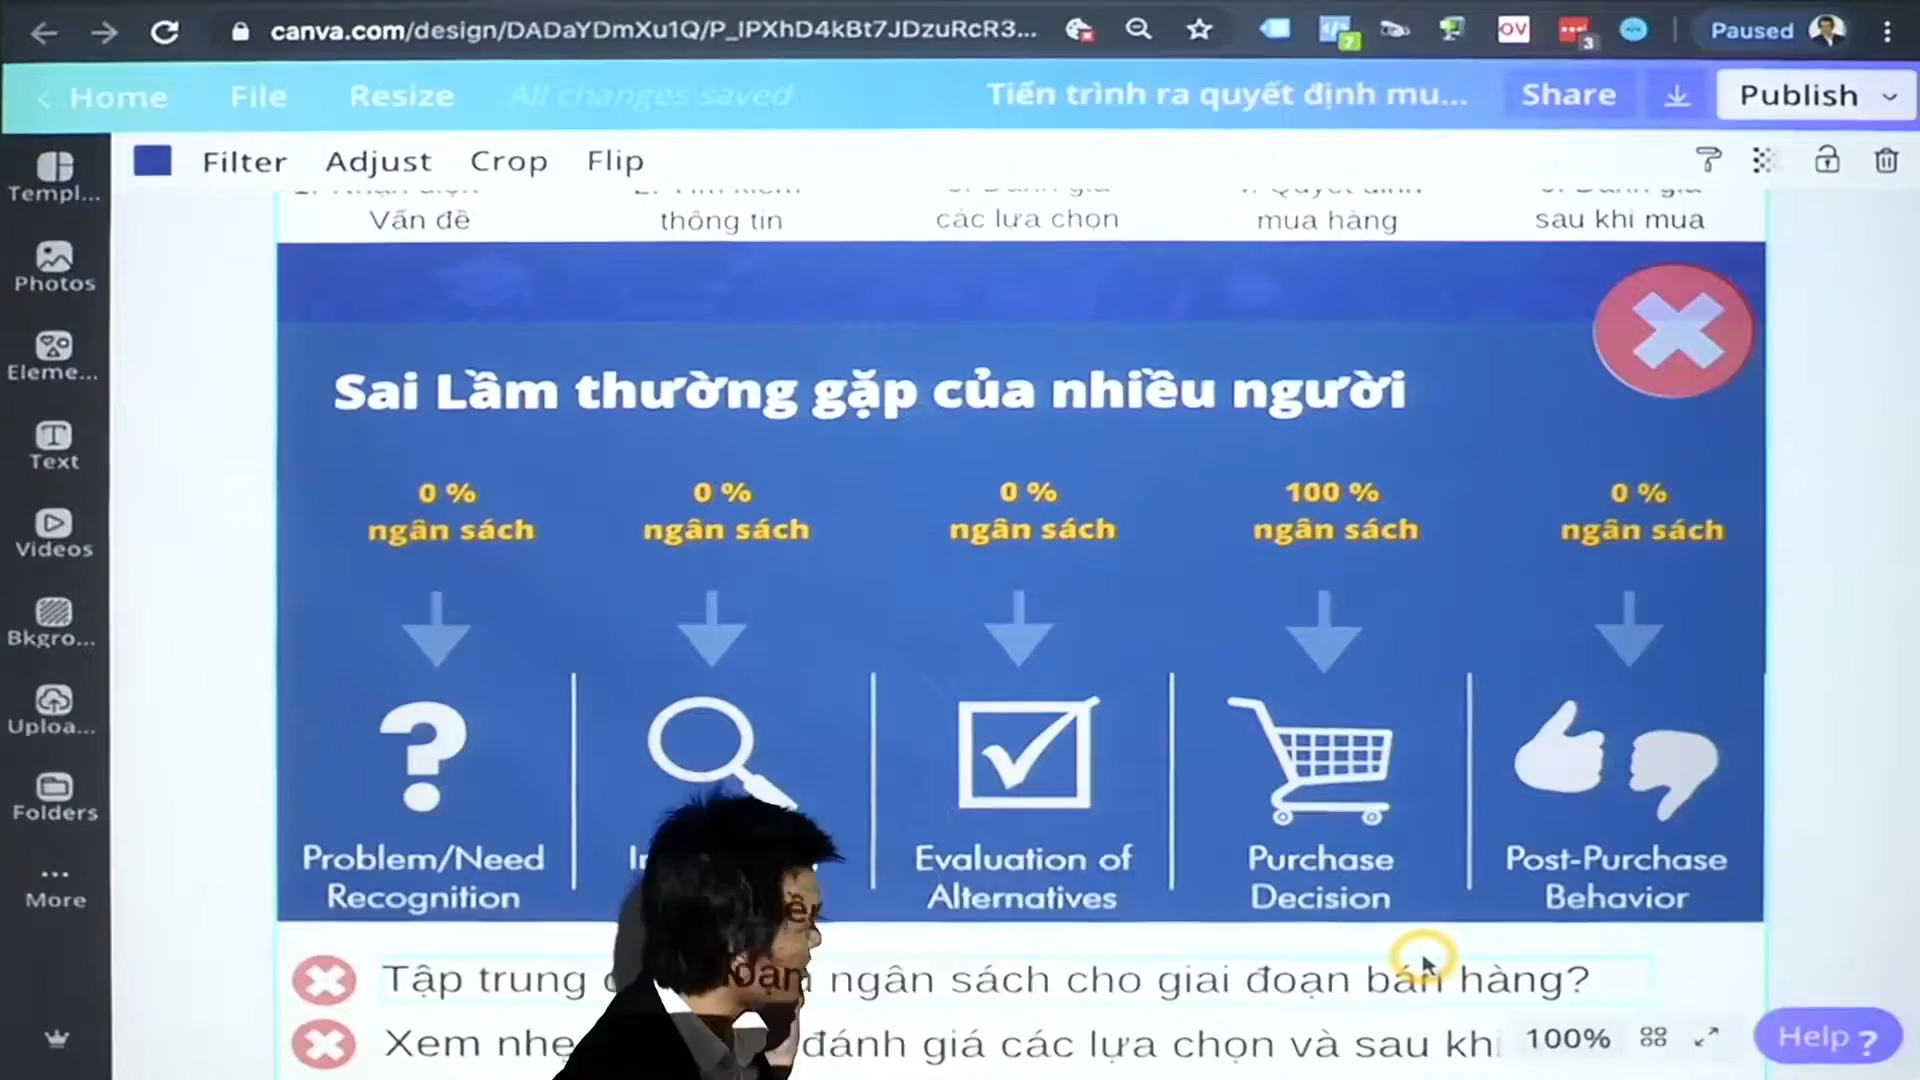 canva.com/design/DADaYDmXu1Q/P_IPXhD4kBt7JDzuRcR3...
7
OV
3
Paused
Home File Resize All changes saved
Tiến trình ra quyết định mu...
Share
Publish
Filter Adjust Crop Flip
Templ...
Photos
Eleme...
Text
Videos
Bkgro...
Uploa...
Folders
More
Vấn đề
thông tin
các lựa chọn
mua hàng
sau khi mua
Sai Lầm thường gặp của nhiều người
0 %
ngân sách
0 %
ngân sách
0 %
ngân sách
100 %
ngân sách
0 %
ngân sách
Problem/Need
Recognition
Evaluation of
Alternatives
Purchase
Decision
Post-Purchase
Behavior
Tập trung ngân sách cho giai đoạn bán hàng?
Xem nhẹ đánh giá các lựa chọn và sau khi
100%
Help ?